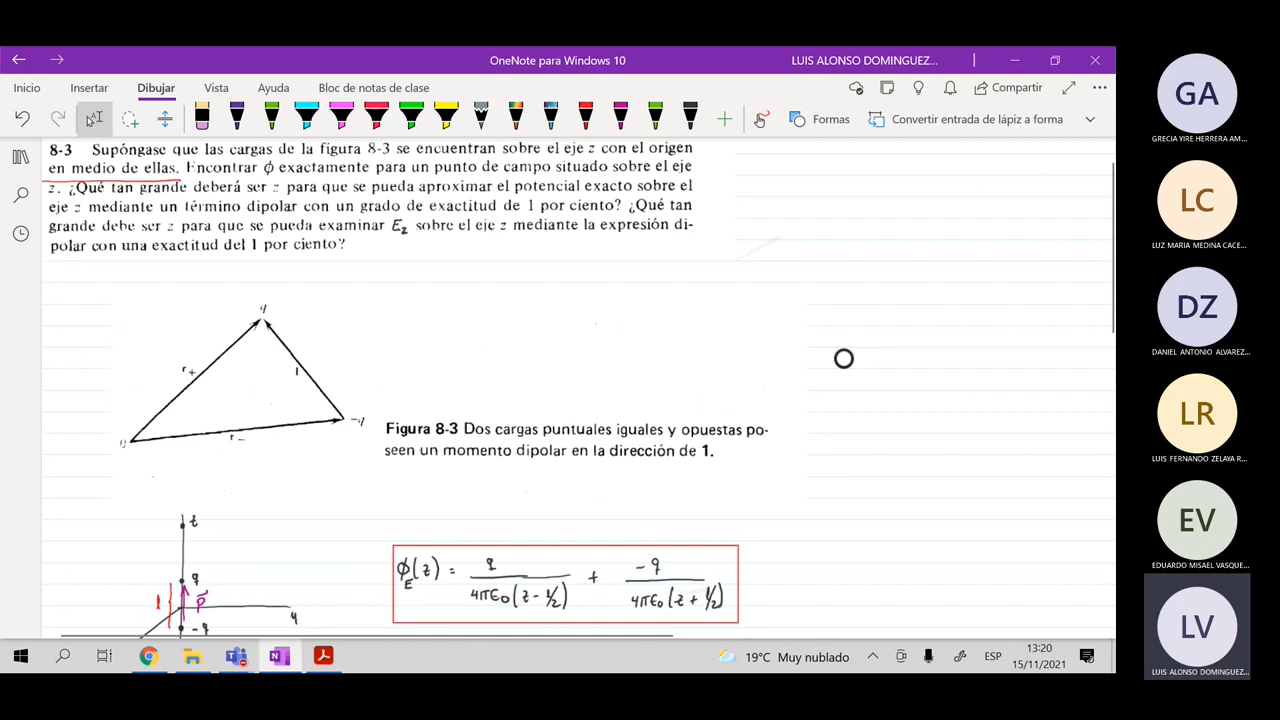 OneNote para Windows 10
LUIS ALONSO DOMINGUEZ...
Inicio
Insertar
Dibujar
Vista
Ayuda
Bloc de notas de clase
Compartir
Formas
Convertir entrada de lápiz a forma
8-3 Supóngase que las cargas de la figura 8-3 se encuentran sobre el eje z con el origen
en medio de ellas. Encontrar ϕ exactamente para un punto de campo situado sobre el eje
z. ¿Qué tan grande deberá ser z para que se pueda aproximar el potencial exacto sobre el
eje z mediante un término dipolar con un grado de exactitud de 1 por ciento? ¿Qué tan
grande debe ser z para que se pueda examinar E_z sobre el eje z mediante la expresión di-
polar con una exactitud del 1 por ciento?
q
r+
l
-q
0
r-
Figura 8-3 Dos cargas puntuales iguales y opuestas po-
seen un momento dipolar en la dirección de l.
z
q
l
p⃗
y
-q
ϕ_E(z) = q / 4πε₀(z - l/2) + -q / 4πε₀(z + l/2)
GA
GRECIA YIRE HERRERA AM...
LC
LUZ MARIA MEDINA CACE...
DZ
DANIEL ANTONIO ALVAREZ...
LR
LUIS FERNANDO ZELAYA R...
EV
EDUARDO MISAEL VASQUE...
LV
LUIS ALONSO DOMINGUEZ...
19°C Muy nublado
ESP
13:20
15/11/2021